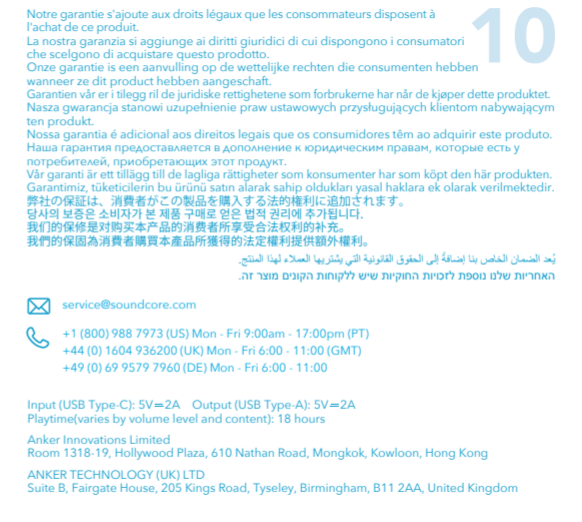 10
Notre garantie s'ajoute aux droits légaux que les consommateurs disposent à
l'achat de ce produit.
La nostra garanzia si aggiunge ai diritti giuridici di cui dispongono i consumatori
che scelgono di acquistare questo prodotto.
Onze garantie is een aanvulling op de wettelijke rechten die consumenten hebben
wanneer ze dit product hebben aangeschaft.
Garantien vår er i tilegg ril de juridiske rettighetene som forbrukerne har når de kjøper dette produktet.
Nasza gwarancja stanowi uzupełnienie praw ustawowych przysługujących klientom nabywającym
ten produkt.
Nossa garantia é adicional aos direitos legais que os consumidores têm ao adquirir este produto.
Наша гарантия предоставляется в дополнение к юридическим правам, которые есть у
потребителей, приобретающих этот продукт.
Vår garanti är ett tillägg till de lagliga rättigheter som konsumenter har som köpt den här produkten.
Garantimiz, tüketicilerin bu ürünü satın alarak sahip oldukları yasal haklara ek olarak verilmektedir.
弊社の保証は、消費者がこの製品を購入する法的権利に追加されます。
당사의 보증은 소비자가 본 제품 구매로 얻은 법적 권리에 추가됩니다.
我们的保修是对购买本产品的消费者所享受合法权利的补充。
我們的保固為消費者購買本產品所獲得的法定權利提供額外權利。
يُعد الضمان الخاص بنا إضافةً إلى الحقوق القانونية التي يشتريها العملاء لهذا المنتج.
האחריות שלנו נוספת לזכויות החוקיות שיש ללקוחות הקונים מוצר זה.
service@soundcore.com
+1 (800) 988 7973 (US) Mon - Fri 9:00am - 17:00pm (PT)
+44 (0) 1604 936200 (UK) Mon - Fri 6:00 - 11:00 (GMT)
+49 (0) 69 9579 7960 (DE) Mon - Fri 6:00 - 11:00
Input (USB Type-C): 5V⎓2A Output (USB Type-A): 5V⎓2A
Playtime(varies by volume level and content): 18 hours
Anker Innovations Limited
Room 1318-19, Hollywood Plaza, 610 Nathan Road, Mongkok, Kowloon, Hong Kong
ANKER TECHNOLOGY (UK) LTD
Suite B, Fairgate House, 205 Kings Road, Tyseley, Birmingham, B11 2AA, United Kingdom